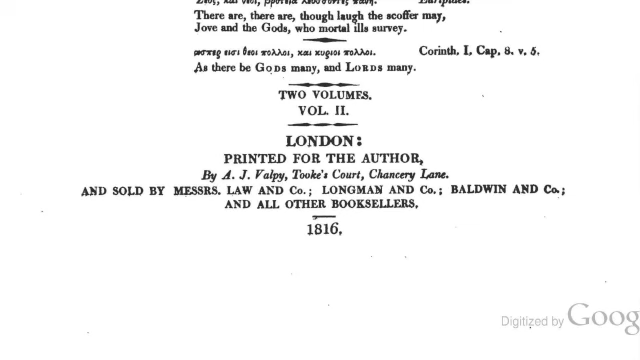 There are, there are, though laugh the scoffer may,
Jove and the Gods, who mortal ills survey.
ωσπερ εισι θεοι πολλοι, και κυριοι πολλοι. Corinth. I, Cap. 8. v. 5.
As there be GODS many, and LORDS many.
TWO VOLUMES.
VOL. II.
LONDON:
PRINTED FOR THE AUTHOR,
By A. J. Valpy, Tooke's Court, Chancery Lane.
AND SOLD BY MESSRS. LAW AND Co.; LONGMAN AND Co.; BALDWIN AND Co.;
AND ALL OTHER BOOKSELLERS.
1816.
Digitized by Goog